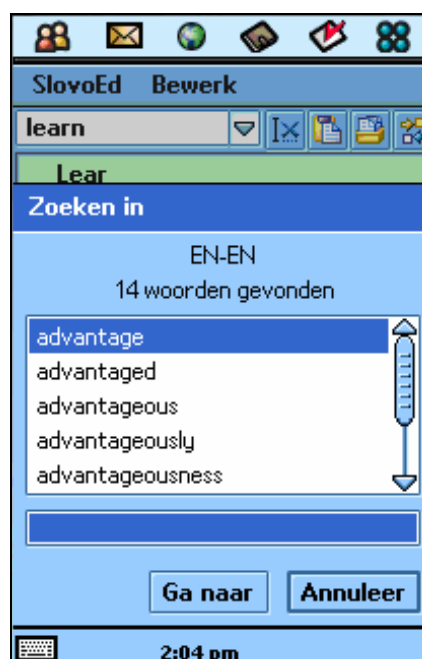 SlovoEd Bewerk
learn
Lear
Zoeken in
EN-EN
14 woorden gevonden
advantage
advantaged
advantageous
advantageously
advantageousness
Ga naar Annuleer
2:04 pm